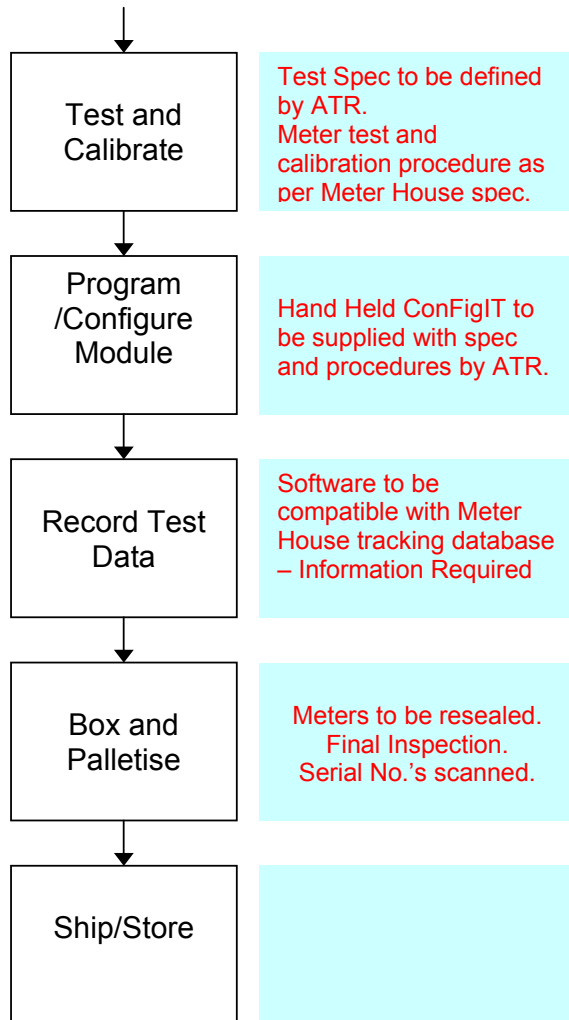 Test and
Calibrate
Test Spec to be defined
by ATR.
Meter test and
calibration procedure as
per Meter House spec.
Program
/Configure
Module
Hand Held ConFigIT to
be supplied with spec
and procedures by ATR.
Record Test
Data
Software to be
compatible with Meter
House tracking database
– Information Required
Box and
Palletise
Meters to be resealed.
Final Inspection.
Serial No.’s scanned.
Ship/Store